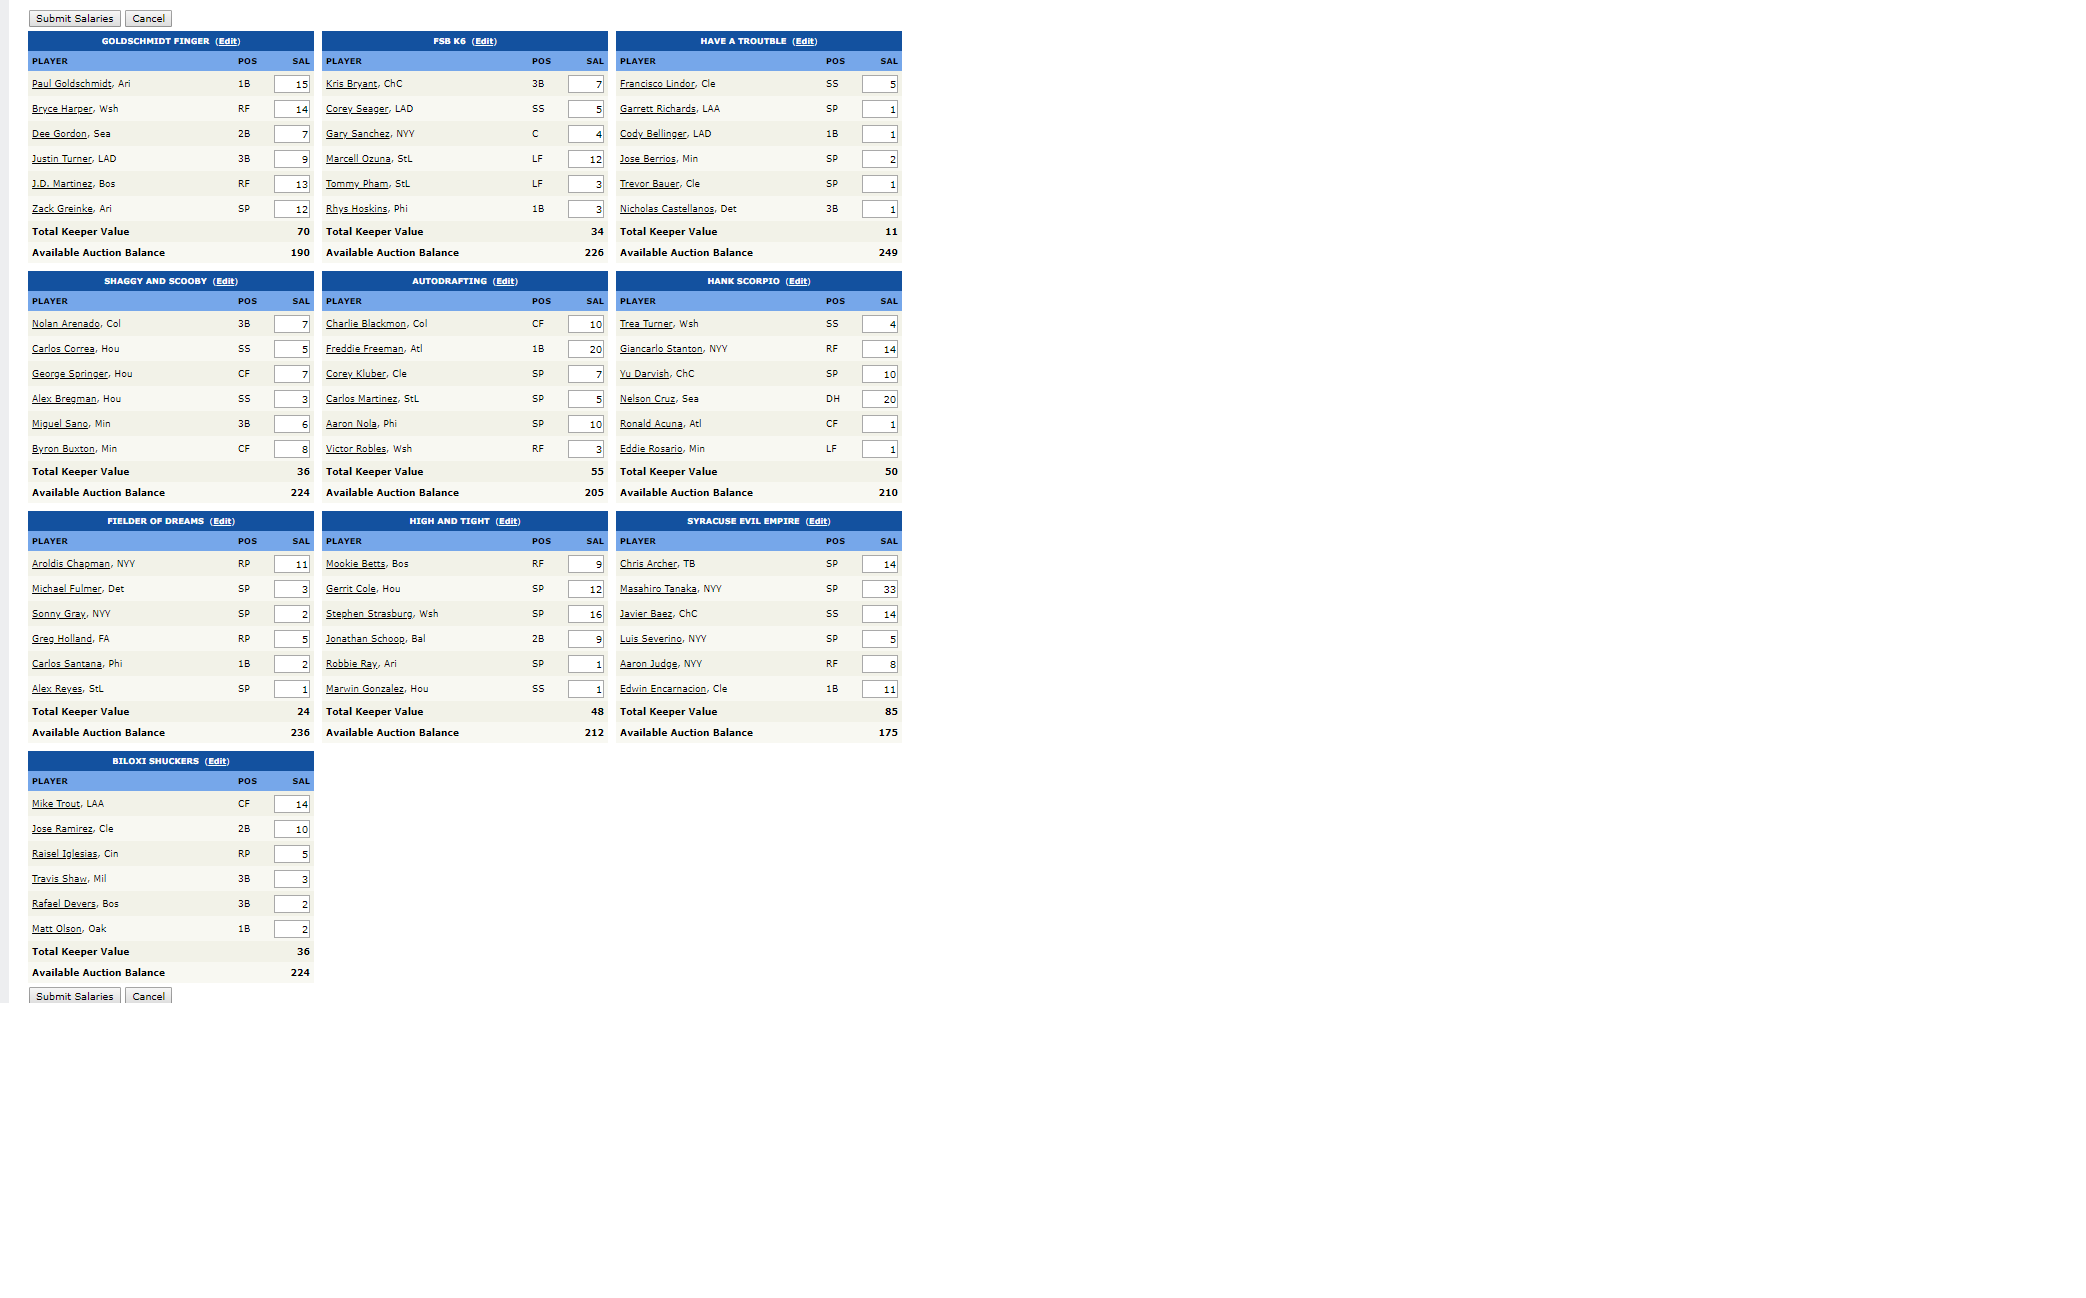 Submit Salaries Cancel
GOLDSCHMIDT FINGER (Edit)
PLAYER POS SAL
Paul Goldschmidt, Ari 1B 15
Bryce Harper, Wsh RF 14
Dee Gordon, Sea 2B 7
Justin Turner, LAD 3B 9
J.D. Martinez, Bos RF 13
Zack Greinke, Ari SP 12
Total Keeper Value 70
Available Auction Balance 190
FSB K6 (Edit)
PLAYER POS SAL
Kris Bryant, ChC 3B 7
Corey Seager, LAD SS 5
Gary Sanchez, NYY C 4
Marcell Ozuna, StL LF 12
Tommy Pham, StL LF 3
Rhys Hoskins, Phi 1B 3
Total Keeper Value 34
Available Auction Balance 226
HAVE A TROUTBLE (Edit)
PLAYER POS SAL
Francisco Lindor, Cle SS 5
Garrett Richards, LAA SP 1
Cody Bellinger, LAD 1B 1
Jose Berrios, Min SP 2
Trevor Bauer, Cle SP 1
Nicholas Castellanos, Det 3B 1
Total Keeper Value 11
Available Auction Balance 249
SHAGGY AND SCOOBY (Edit)
PLAYER POS SAL
Nolan Arenado, Col 3B 7
Carlos Correa, Hou SS 5
George Springer, Hou CF 7
Alex Bregman, Hou SS 3
Miguel Sano, Min 3B 6
Byron Buxton, Min CF 8
Total Keeper Value 36
Available Auction Balance 224
AUTODRAFTING (Edit)
PLAYER POS SAL
Charlie Blackmon, Col CF 10
Freddie Freeman, Atl 1B 20
Corey Kluber, Cle SP 7
Carlos Martinez, StL SP 5
Aaron Nola, Phi SP 10
Victor Robles, Wsh RF 3
Total Keeper Value 55
Available Auction Balance 205
HANK SCORPIO (Edit)
PLAYER POS SAL
Trea Turner, Wsh SS 4
Giancarlo Stanton, NYY RF 14
Yu Darvish, ChC SP 10
Nelson Cruz, Sea DH 20
Ronald Acuna, Atl CF 1
Eddie Rosario, Min LF 1
Total Keeper Value 50
Available Auction Balance 210
FIELDER OF DREAMS (Edit)
PLAYER POS SAL
Aroldis Chapman, NYY RP 11
Michael Fulmer, Det SP 3
Sonny Gray, NYY SP 2
Greg Holland, FA RP 5
Carlos Santana, Phi 1B 2
Alex Reyes, StL SP 1
Total Keeper Value 24
Available Auction Balance 236
HIGH AND TIGHT (Edit)
PLAYER POS SAL
Mookie Betts, Bos RF 9
Gerrit Cole, Hou SP 12
Stephen Strasburg, Wsh SP 16
Jonathan Schoop, Bal 2B 9
Robbie Ray, Ari SP 1
Marwin Gonzalez, Hou SS 1
Total Keeper Value 48
Available Auction Balance 212
SYRACUSE EVIL EMPIRE (Edit)
PLAYER POS SAL
Chris Archer, TB SP 14
Masahiro Tanaka, NYY SP 33
Javier Baez, ChC SS 14
Luis Severino, NYY SP 5
Aaron Judge, NYY RF 8
Edwin Encarnacion, Cle 1B 11
Total Keeper Value 85
Available Auction Balance 175
BILOXI SHUCKERS (Edit)
PLAYER POS SAL
Mike Trout, LAA CF 14
Jose Ramirez, Cle 2B 10
Raisel Iglesias, Cin RP 5
Travis Shaw, Mil 3B 3
Rafael Devers, Bos 3B 2
Matt Olson, Oak 1B 2
Total Keeper Value 36
Available Auction Balance 224
Submit Salaries Cancel